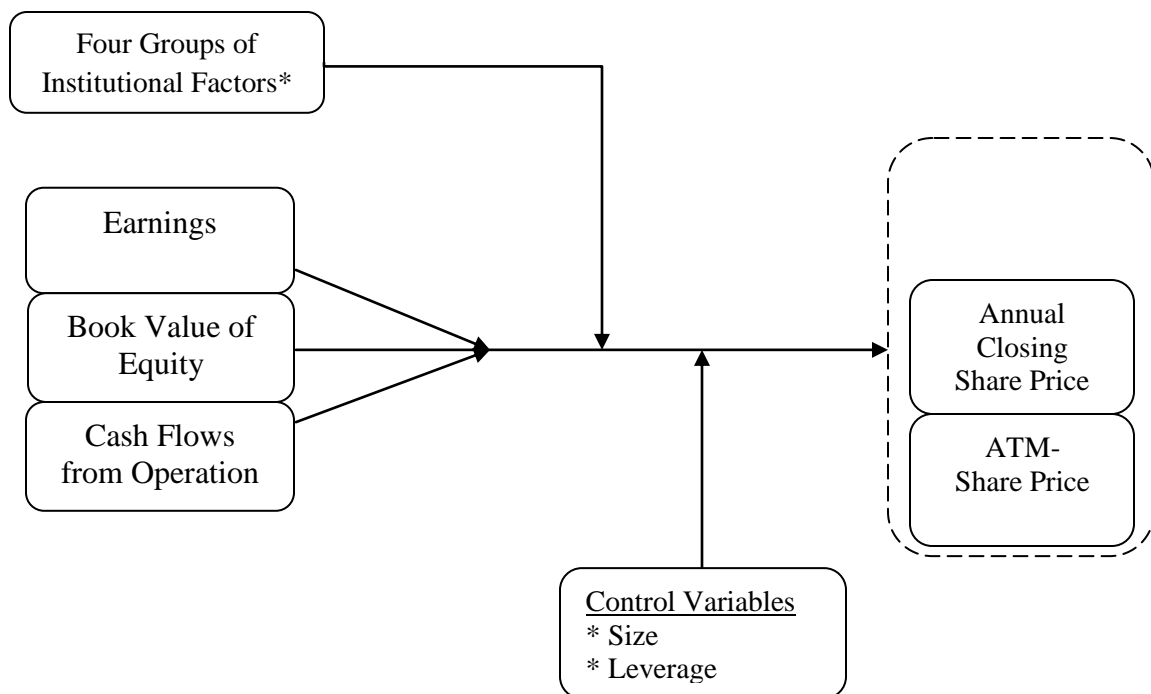 Four Groups of
Institutional Factors*
Earnings
Book Value of
Equity
Cash Flows
from Operation
Annual
Closing
Share Price
ATM-
Share Price
Control Variables
* Size
* Leverage